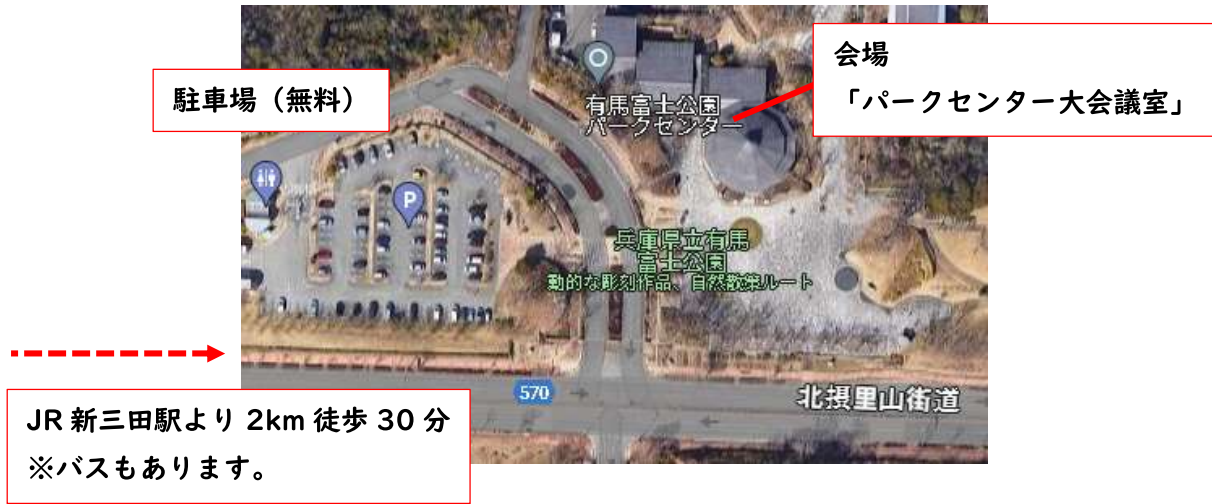 会場
「パークセンター大会議室」
駐車場（無料）
有馬富士公園
パークセンター
P
兵庫県立有馬
富士公園
動的な彫刻作品、自然散策ルート
570
北摂里山街道
JR 新三田駅より 2km 徒歩 30 分
※バスもあります。